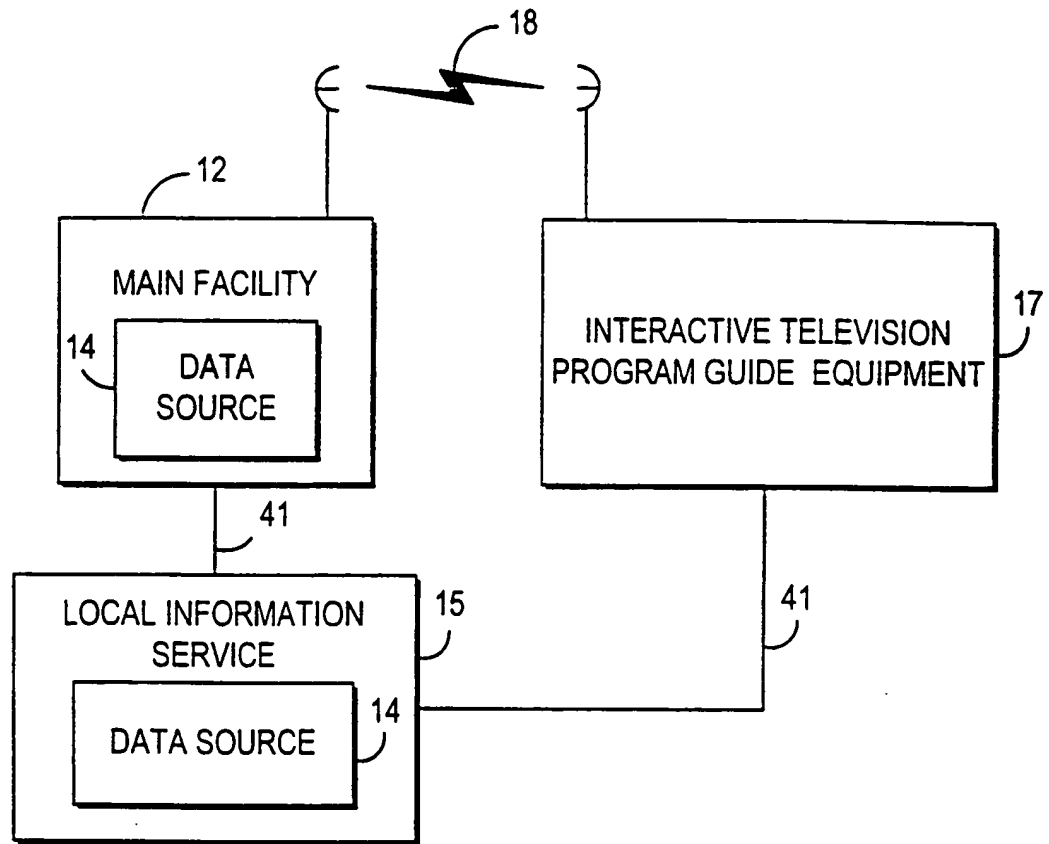 18
12
MAIN FACILITY
14
DATA
SOURCE
INTERACTIVE TELEVISION
PROGRAM GUIDE EQUIPMENT
17
41
LOCAL INFORMATION
SERVICE
15
41
DATA SOURCE
14